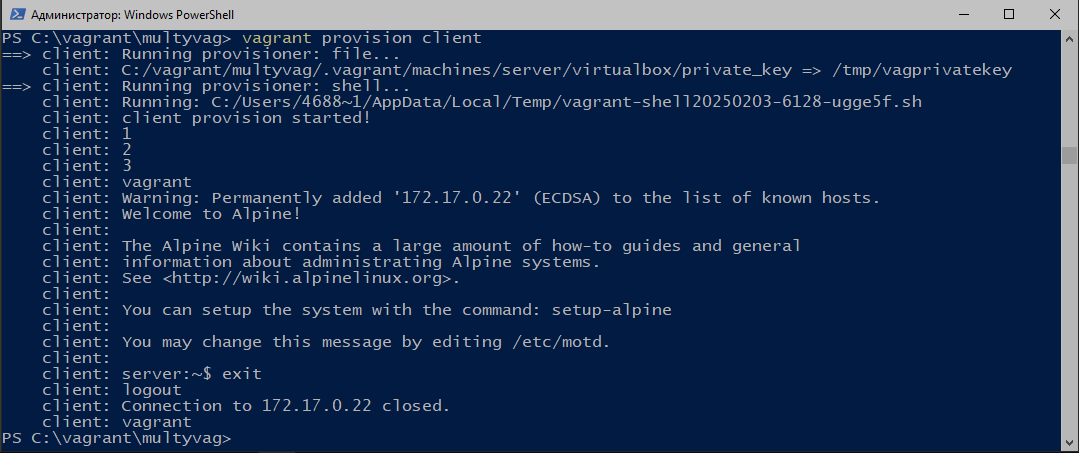 Администратор: Windows PowerShell
PS C:\vagrant\multyvag> vagrant provision client
==> client: Running provisioner: file...
    client: C:/vagrant/multyvag/.vagrant/machines/server/virtualbox/private_key => /tmp/vagprivatekey
==> client: Running provisioner: shell...
    client: Running: C:/Users/4688~1/AppData/Local/Temp/vagrant-shell20250203-6128-ugge5f.sh
    client: client provision started!
    client: 1
    client: 2
    client: 3
    client: vagrant
    client: Warning: Permanently added '172.17.0.22' (ECDSA) to the list of known hosts.
    client: Welcome to Alpine!
    client:
    client: The Alpine Wiki contains a large amount of how-to guides and general
    client: information about administrating Alpine systems.
    client: See <http://wiki.alpinelinux.org>.
    client:
    client: You can setup the system with the command: setup-alpine
    client:
    client: You may change this message by editing /etc/motd.
    client:
    client: server:~$ exit
    client: logout
    client: Connection to 172.17.0.22 closed.
    client: vagrant
PS C:\vagrant\multyvag>